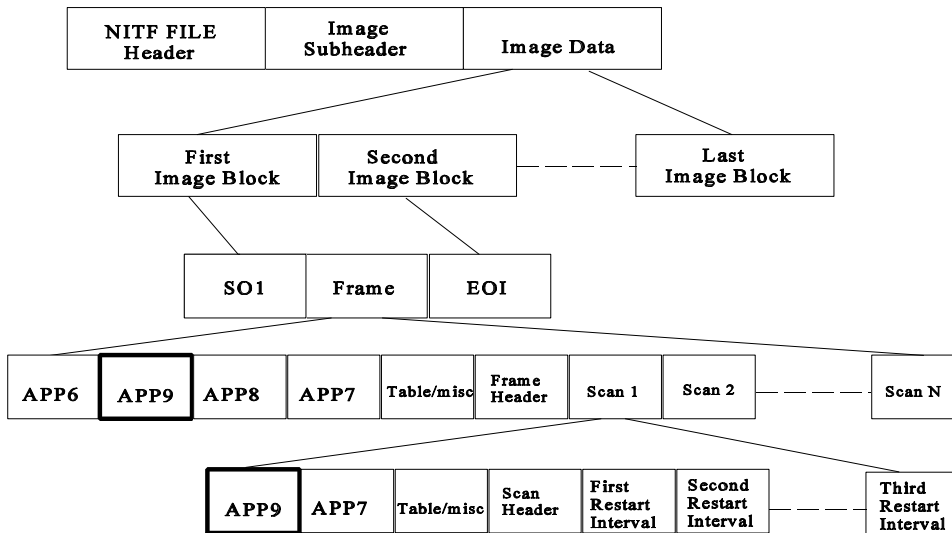 NITF FILE
Header
Image
Subheader
Image Data
First
Image Block
Second
Image Block
Last
Image Block
SO1
Frame
EOI
APP6
APP9
APP8
APP7
Table/misc
Frame
Header
Scan 1
Scan 2
Scan N
APP9
APP7
Table/misc
Scan
Header
First
Restart
Interval
Second
Restart
Interval
Third
Restart
Interval